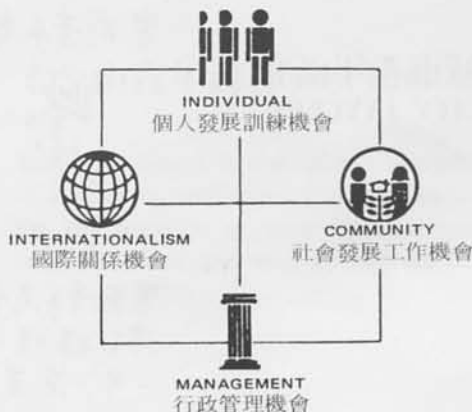 INDIVIDUAL
個人發展訓練機會
INTERNATIONALISM
國際關係機會
COMMUNITY
社會發展工作機會
MANAGEMENT
行政管理機會